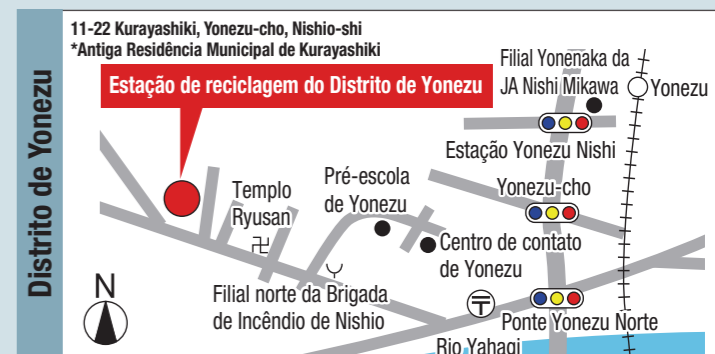 11-22 Kurayashiki, Yonezu-cho, Nishio-shi
*Antiga Residência Municipal de Kurayashiki
Distrito de Yonezu
Estação de reciclagem do Distrito de Yonezu
Filial Yonenaka da
JA Nishi Mikawa
Yonezu
Estação Yonezu Nishi
Pré-escola
de Yonezu
Yonezu-cho
Templo
Ryusan
Centro de contato
de Yonezu
N
Filial norte da Brigada
de Incêndio de Nishio
Ponte Yonezu Norte
Rio Yahagi